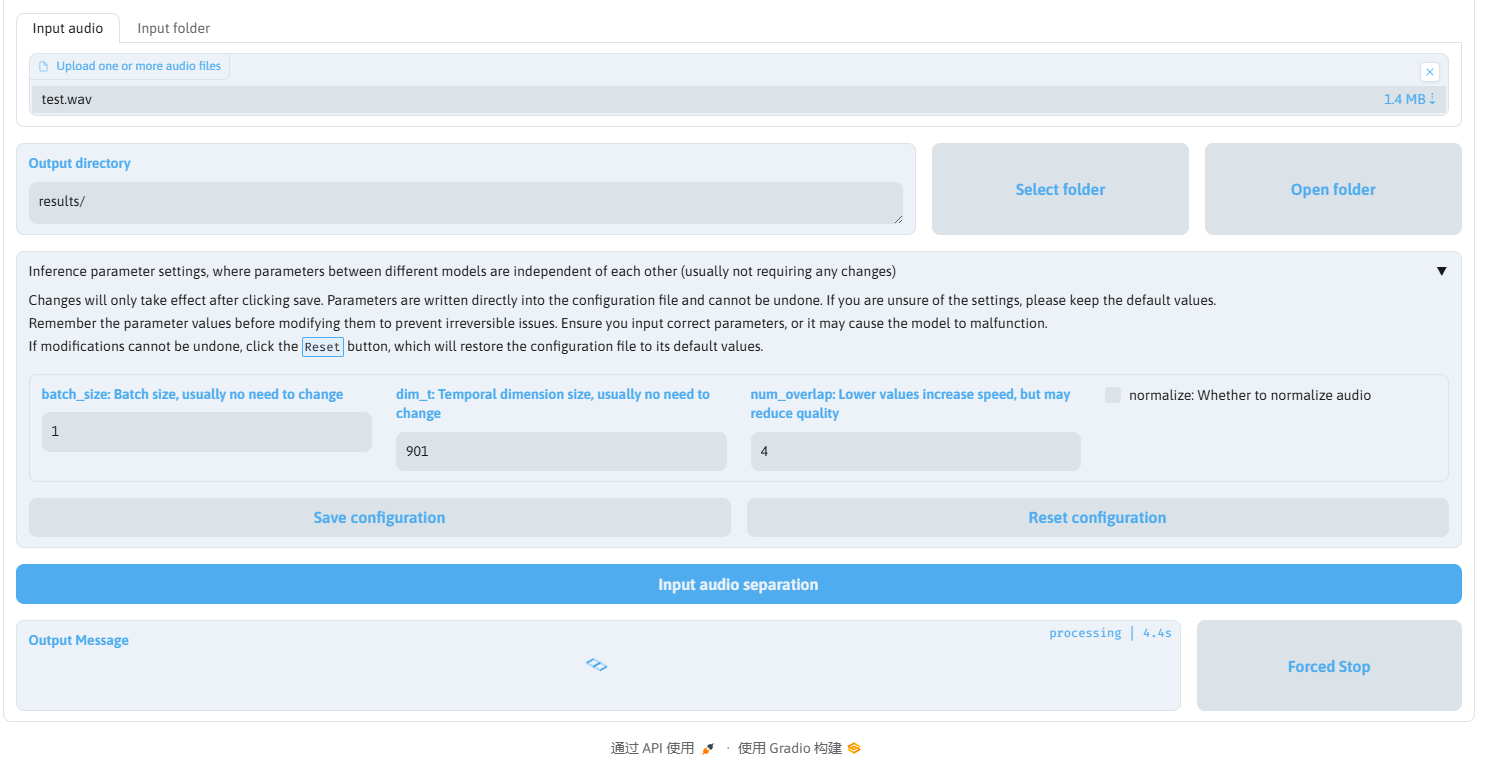 Input audio
Input folder
Upload one or more audio files
×
test.wav
1.4 MB ⇣
Output directory
results/
Select folder
Open folder
Inference parameter settings, where parameters between different models are independent of each other (usually not requiring any changes)
▼
Changes will only take effect after clicking save. Parameters are written directly into the configuration file and cannot be undone. If you are unsure of the settings, please keep the default values.
Remember the parameter values before modifying them to prevent irreversible issues. Ensure you input correct parameters, or it may cause the model to malfunction.
If modifications cannot be undone, click the Reset button, which will restore the configuration file to its default values.
batch_size: Batch size, usually no need to change
1
dim_t: Temporal dimension size, usually no need to
change
901
num_overlap: Lower values increase speed, but may
reduce quality
4
normalize: Whether to normalize audio
Save configuration
Reset configuration
Input audio separation
Output Message
processing | 4.4s
Forced Stop
通过 API 使用 · 使用 Gradio 构建